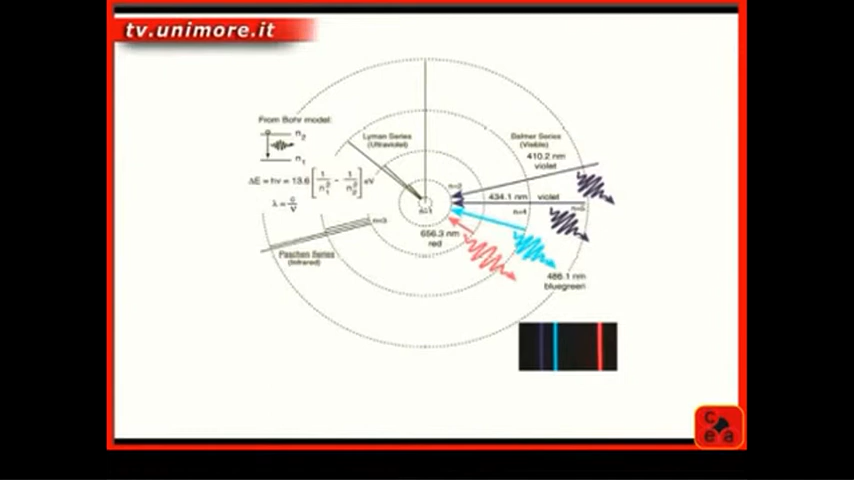 tv.unimore.it
From Bohr model:
n2
n1
ΔE = hν = 13.6 [ 1/n1² - 1/n2² ] eV
λ = c/ν
Lyman Series
(Ultraviolet)
Balmer Series
(Visible)
410.2 nm
violet
n=2
434.1 nm violet
n=1
n=4
n=5
n=3
656.3 nm
red
Paschen Series
(Infrared)
486.1 nm
bluegreen
c
e a